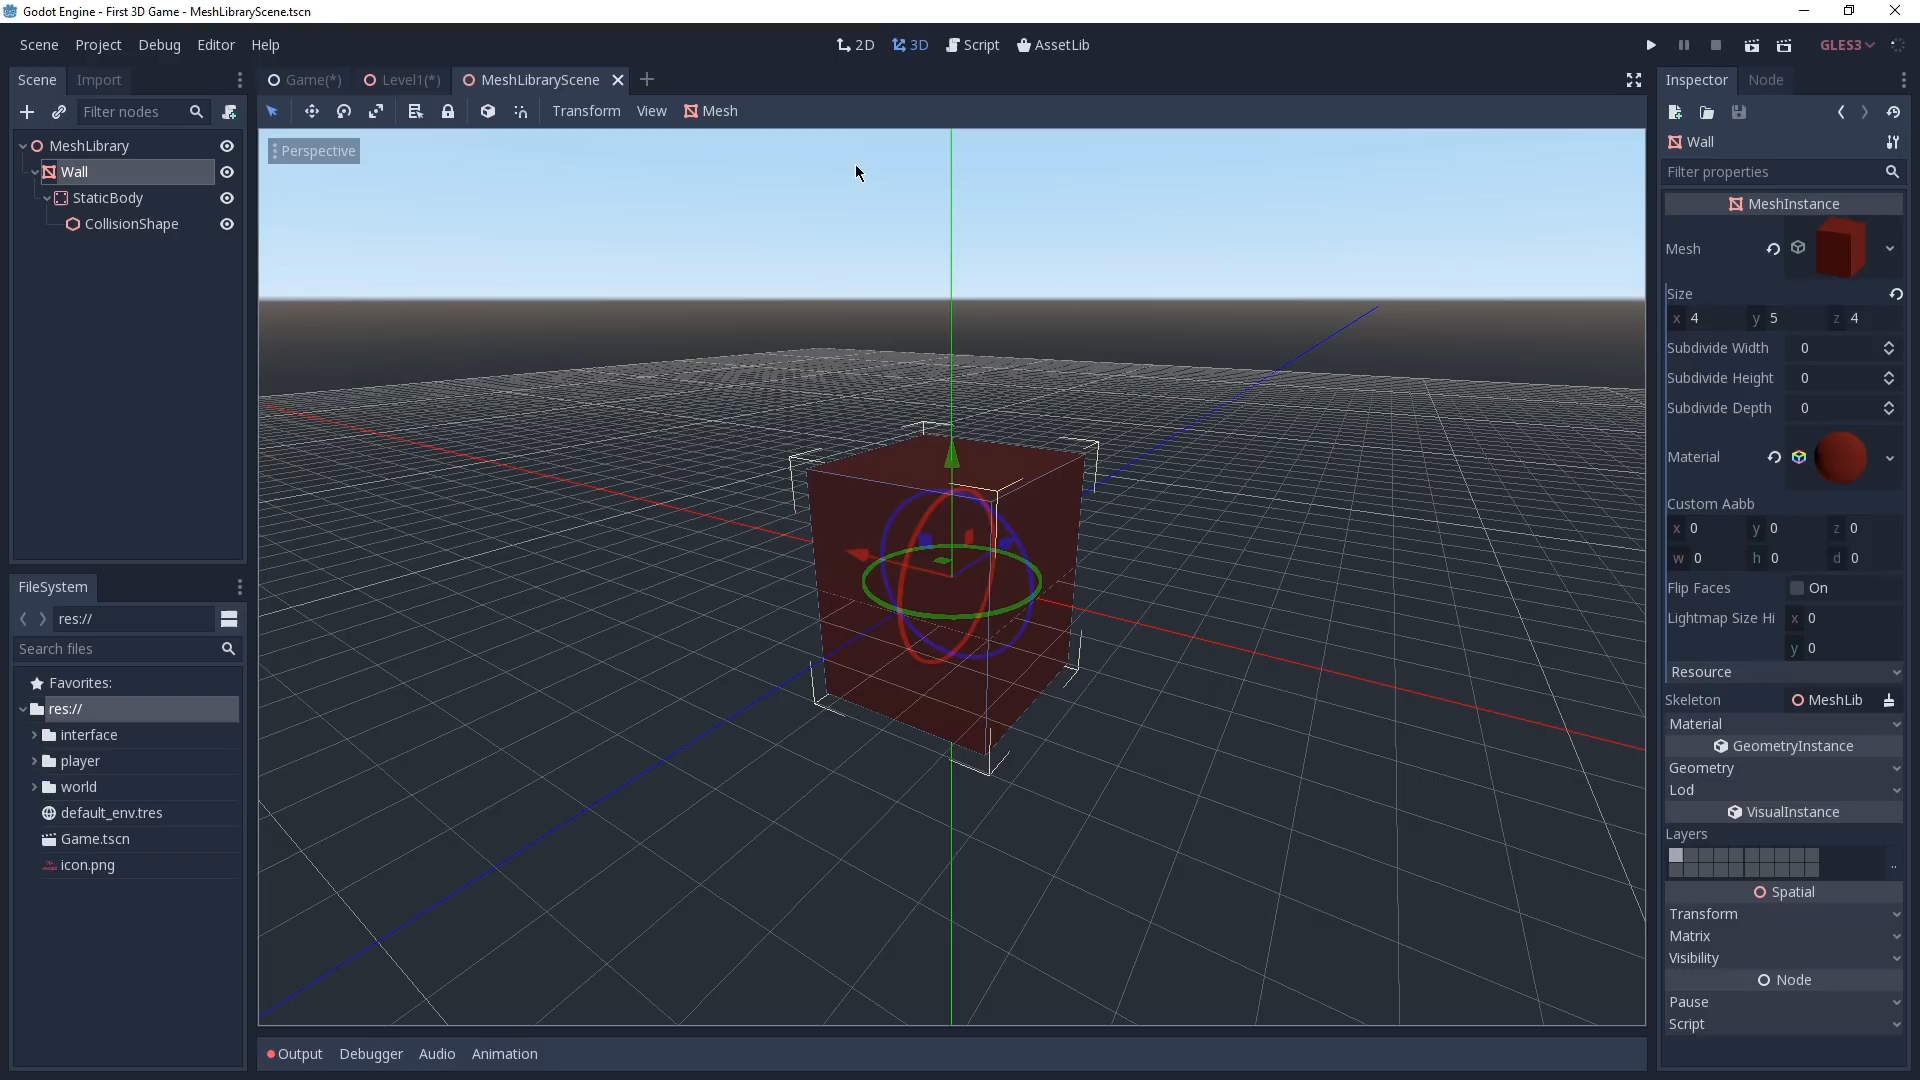 Godot Engine - First 3D Game - MeshLibraryScene.tscn
Scene Project Debug Editor Help
2D 3D Script AssetLib
GLES3
Scene Import
Filter nodes
MeshLibrary
Wall
StaticBody
CollisionShape
FileSystem
res://
Search files
Favorites:
res://
interface
player
world
default_env.tres
Game.tscn
icon.png
Game(*) Level1(*) MeshLibraryScene
Transform View Mesh
Perspective
Output Debugger Audio Animation
Inspector Node
Wall
Filter properties
MeshInstance
Mesh
Size
x 4 y 5 z 4
Subdivide Width 0
Subdivide Height 0
Subdivide Depth 0
Material
Custom Aabb
x 0 y 0 z 0
w 0 h 0 d 0
Flip Faces On
Lightmap Size Hi x 0
y 0
Resource
Skeleton MeshLib
Material
GeometryInstance
Geometry
Lod
VisualInstance
Layers
..
Spatial
Transform
Matrix
Visibility
Node
Pause
Script